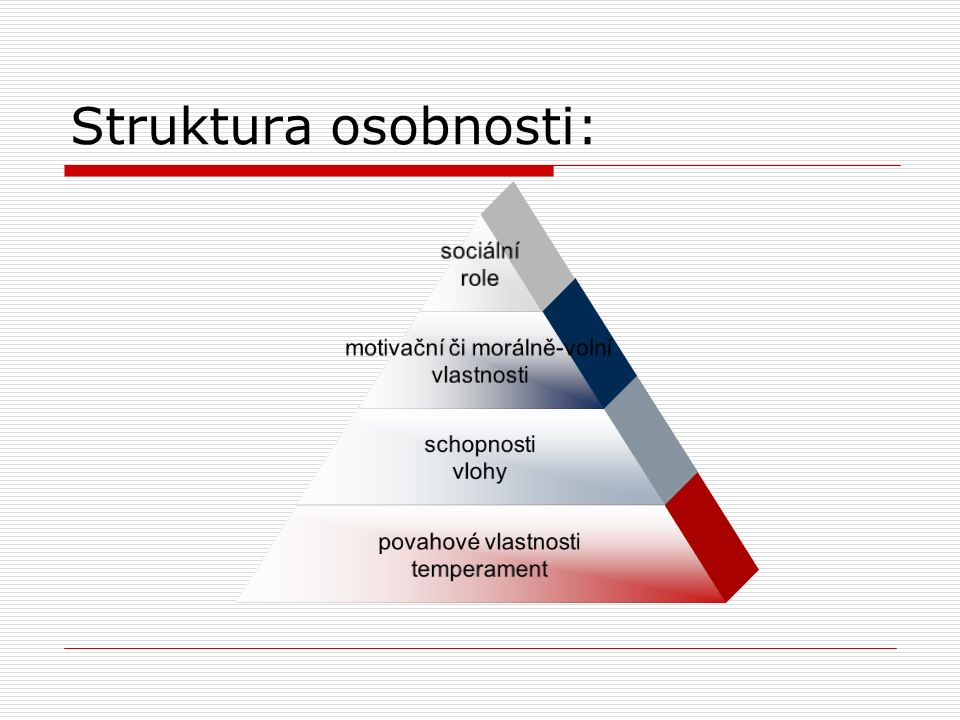 Struktura osobnosti:
sociální
role
motivační či morálně-volní
vlastnosti
schopnosti
vlohy
povahové vlastnosti
temperament